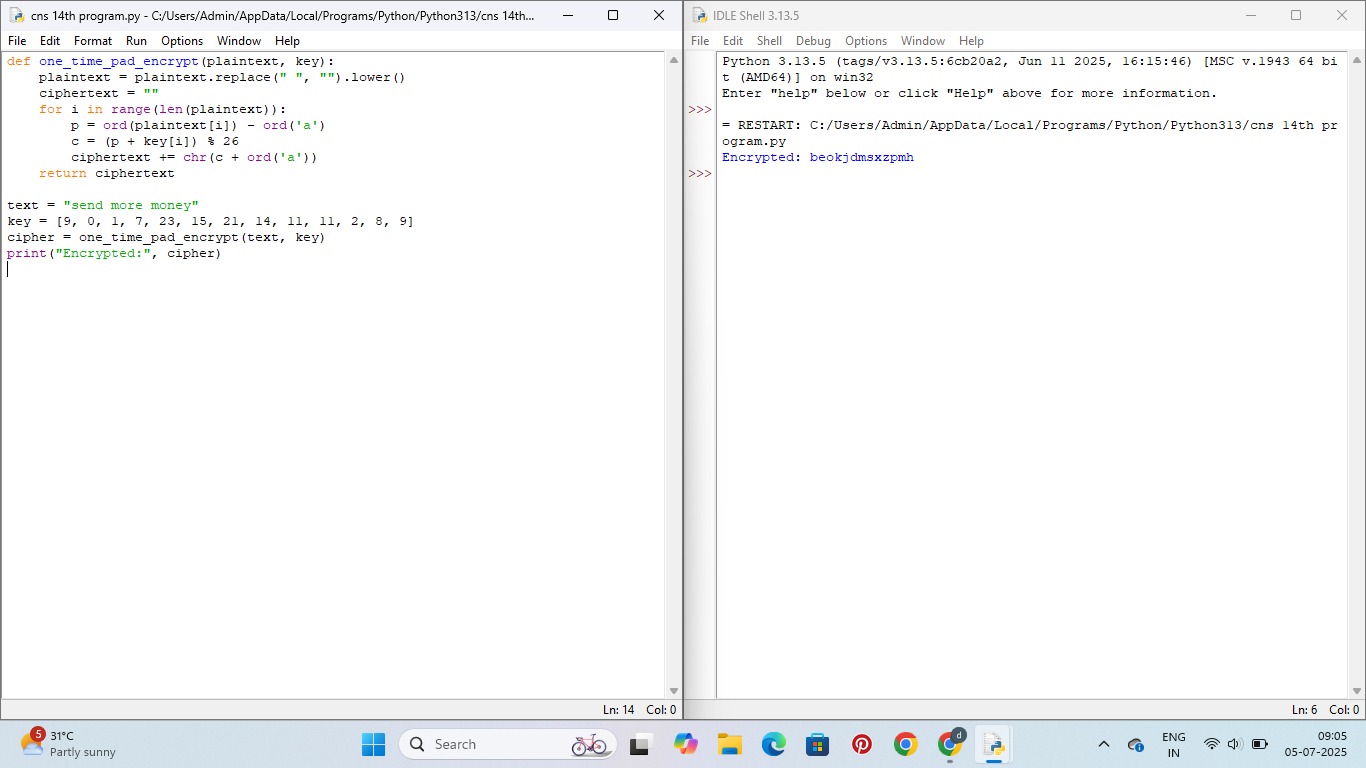 cns 14th program.py - C:/Users/Admin/AppData/Local/Programs/Python/Python313/cns 14th...
File Edit Format Run Options Window Help
def one_time_pad_encrypt(plaintext, key):
    plaintext = plaintext.replace(" ", "").lower()
    ciphertext = ""
    for i in range(len(plaintext)):
        p = ord(plaintext[i]) - ord('a')
        c = (p + key[i]) % 26
        ciphertext += chr(c + ord('a'))
    return ciphertext
text = "send more money"
key = [9, 0, 1, 7, 23, 15, 21, 14, 11, 11, 2, 8, 9]
cipher = one_time_pad_encrypt(text, key)
print("Encrypted:", cipher)
Ln: 14 Col: 0
IDLE Shell 3.13.5
File Edit Shell Debug Options Window Help
Python 3.13.5 (tags/v3.13.5:6cb20a2, Jun 11 2025, 16:15:46) [MSC v.1943 64 bi
t (AMD64)] on win32
Enter "help" below or click "Help" above for more information.
>>>
= RESTART: C:/Users/Admin/AppData/Local/Programs/Python/Python313/cns 14th pr
ogram.py
Encrypted: beokjdmsxzpmh
>>>
Ln: 6 Col: 0
5
31°C
Partly sunny
Search
d
ENG
IN
09:05
05-07-2025